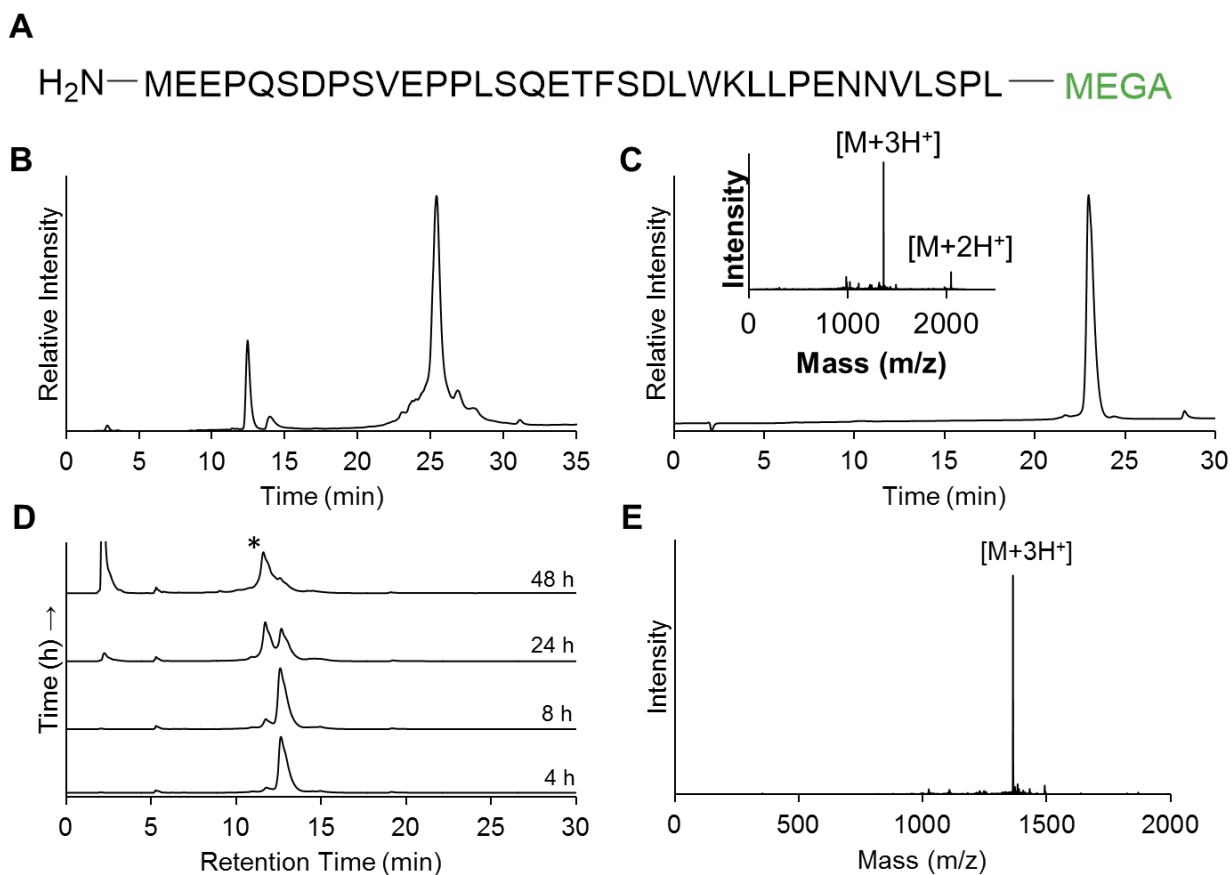 A
H₂N— MEEPQSDPSVEPPLSQETFSDLWKLLPENNVLSPL — MEGA
B
Relative Intensity
0 5 10 15 20 25 30 35
Time (min)
C
Relative Intensity
[M+3H⁺]
[M+2H⁺]
Intensity
0 1000 2000
Mass (m/z)
0 5 10 15 20 25 30
Time (min)
D
*
48 h
24 h
8 h
4 h
Time (h) →
0 5 10 15 20 25 30
Retention Time (min)
E
[M+3H⁺]
Intensity
0 500 1000 1500 2000
Mass (m/z)